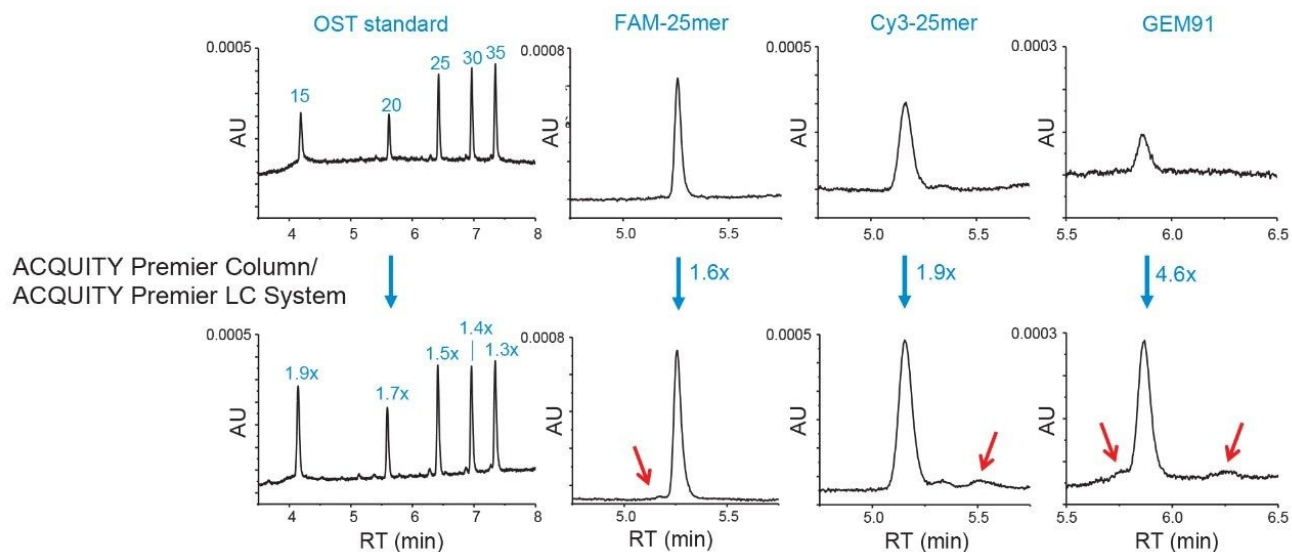 OST standard
FAM-25mer
Cy3-25mer
GEM91
0.0005
0.0008
0.0005
0.0003
15
20
25
30
35
AU
AU
AU
AU
4
5
6
7
8
5.0
5.5
5.0
5.5
5.5
6.0
6.5
ACQUITY Premier Column/
ACQUITY Premier LC System
1.6x
1.9x
4.6x
0.0005
0.0008
0.0005
0.0003
1.9x
1.7x
1.5x
1.4x
1.3x
AU
AU
AU
AU
4
5
6
7
8
5.0
5.5
5.0
5.5
5.5
6.0
6.5
RT (min)
RT (min)
RT (min)
RT (min)